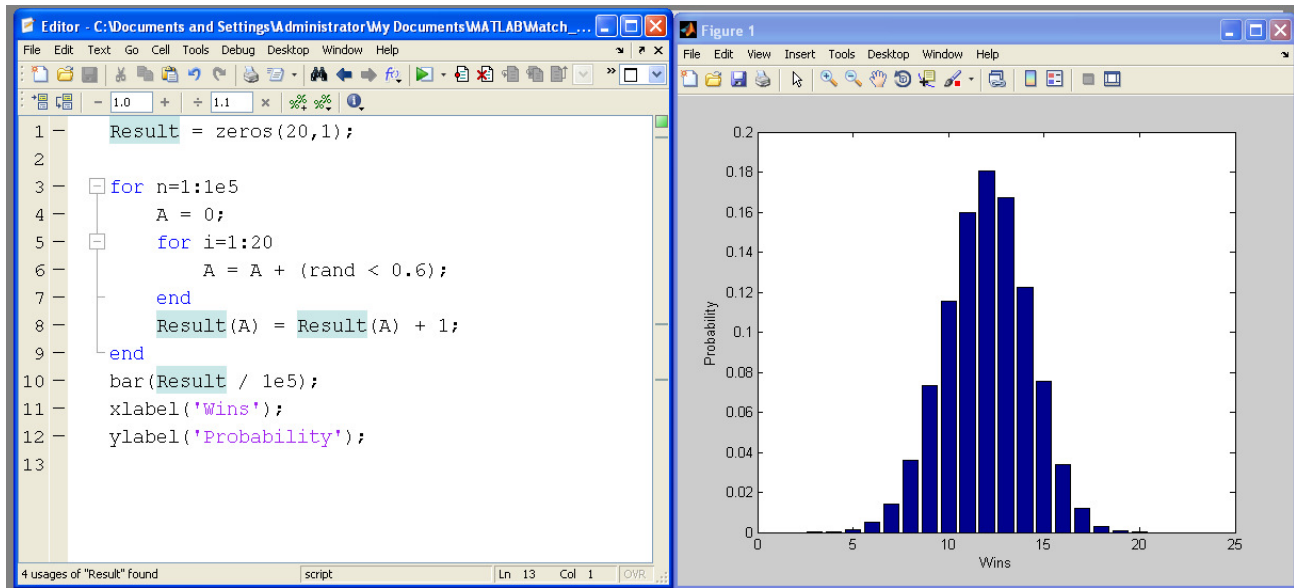 Editor - C:\Documents and Settings\Administrator\My Documents\MATLAB\Match_...
File Edit Text Go Cell Tools Debug Desktop Window Help
- 1.0 + ÷ 1.1 ×
1 - Result = zeros(20,1);
2
3 - for n=1:1e5
4 - A = 0;
5 - for i=1:20
6 - A = A + (rand < 0.6);
7 - end
8 - Result(A) = Result(A) + 1;
9 - end
10 - bar(Result / 1e5);
11 - xlabel('Wins');
12 - ylabel('Probability');
13
4 usages of "Result" found script Ln 13 Col 1 OVR
Figure 1
File Edit View Insert Tools Desktop Window Help
0.2
0.18
0.16
0.14
0.12
0.1
0.08
0.06
0.04
0.02
0
Probability
0 5 10 15 20 25
Wins